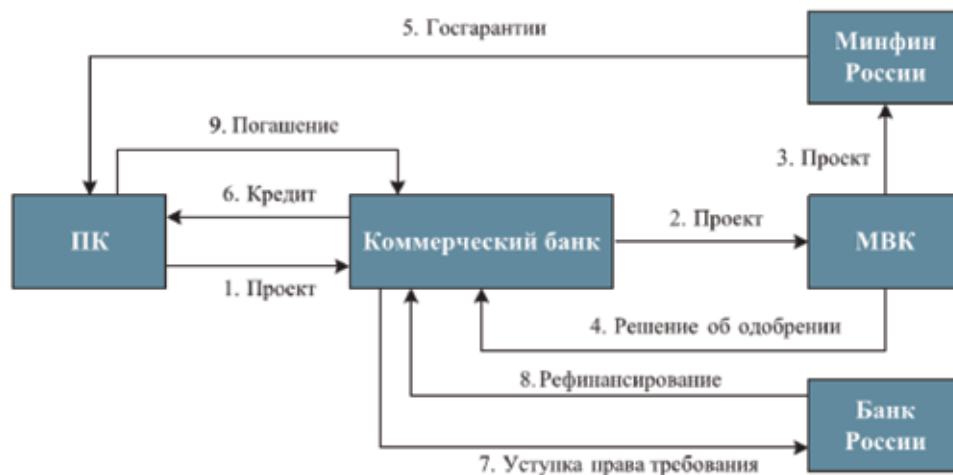 5. Госгарантии
Минфин
России
9. Погашение
3. Проект
6. Кредит
2. Проект
ПК
Коммерческий банк
МВК
1. Проект
4. Решение об одобрении
8. Рефинансирование
Банк
России
7. Уступка права требования